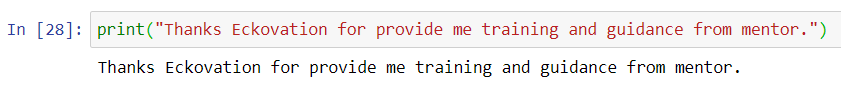 In [28]: print("Thanks Eckovation for provide me training and guidance from mentor.")
Thanks Eckovation for provide me training and guidance from mentor.